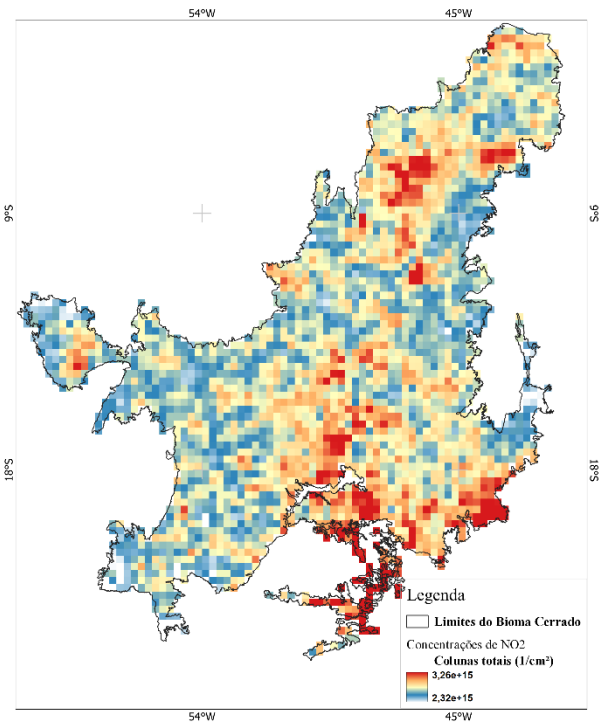 54°W 45°W
9°S 9°S
18°S 18°S
Legenda
Limites do Bioma Cerrado
Concentrações de NO2
Colunas totais (1/cm²)
3,26e+15
2,32e+15
54°W 45°W